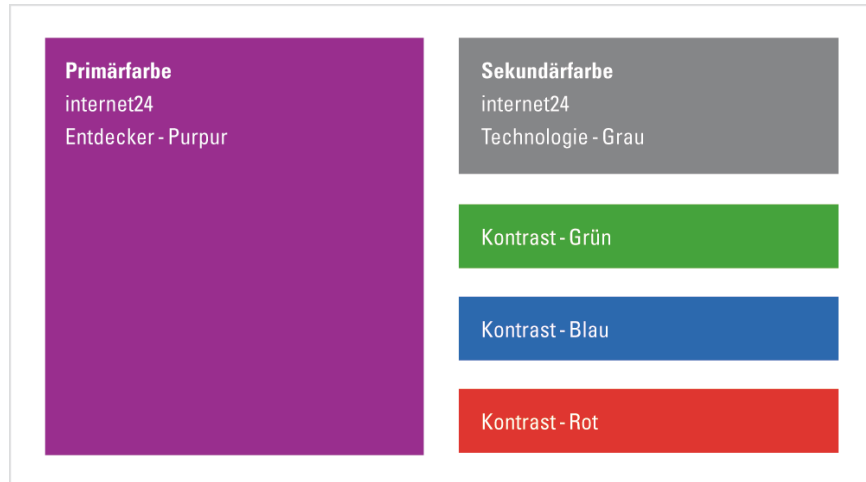 Primärfarbe
internet24
Entdecker - Purpur
Sekundärfarbe
internet24
Technologie - Grau
Kontrast - Grün
Kontrast - Blau
Kontrast - Rot